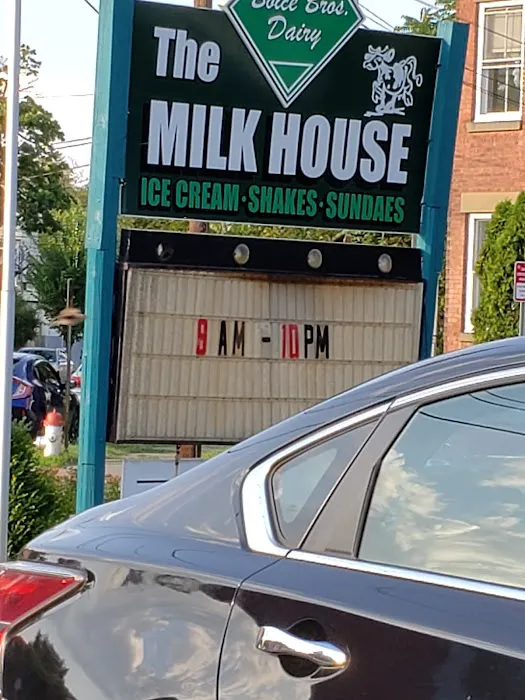 Boice Bros.
Dairy
The
MILK HOUSE
ICE CREAM·SHAKES·SUNDAES
9 AM - 10 PM